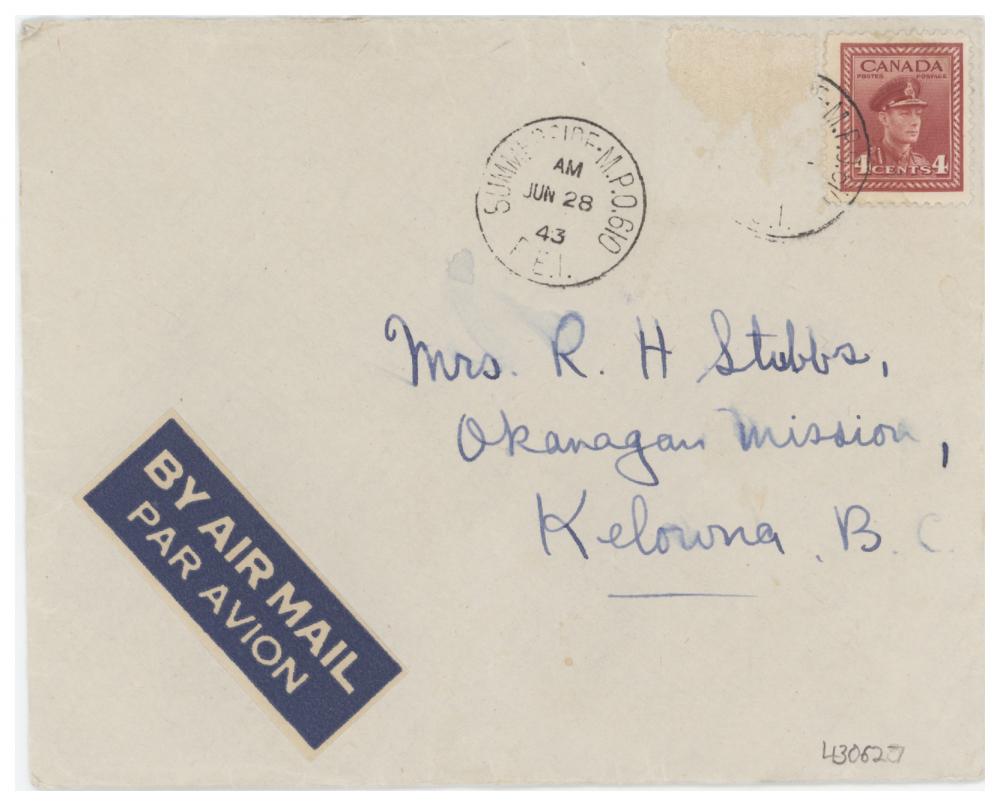 CANADA
POSTES POSTAGE
4 CENTS 4
SUMMERSIDE-M.P.O. 610
AM
JUN 28
43
P.E.I.
Mrs. R. H Stubbs,
Okanagan Mission,
Kelowna, B. C.
BY AIR MAIL
PAR AVION
430627